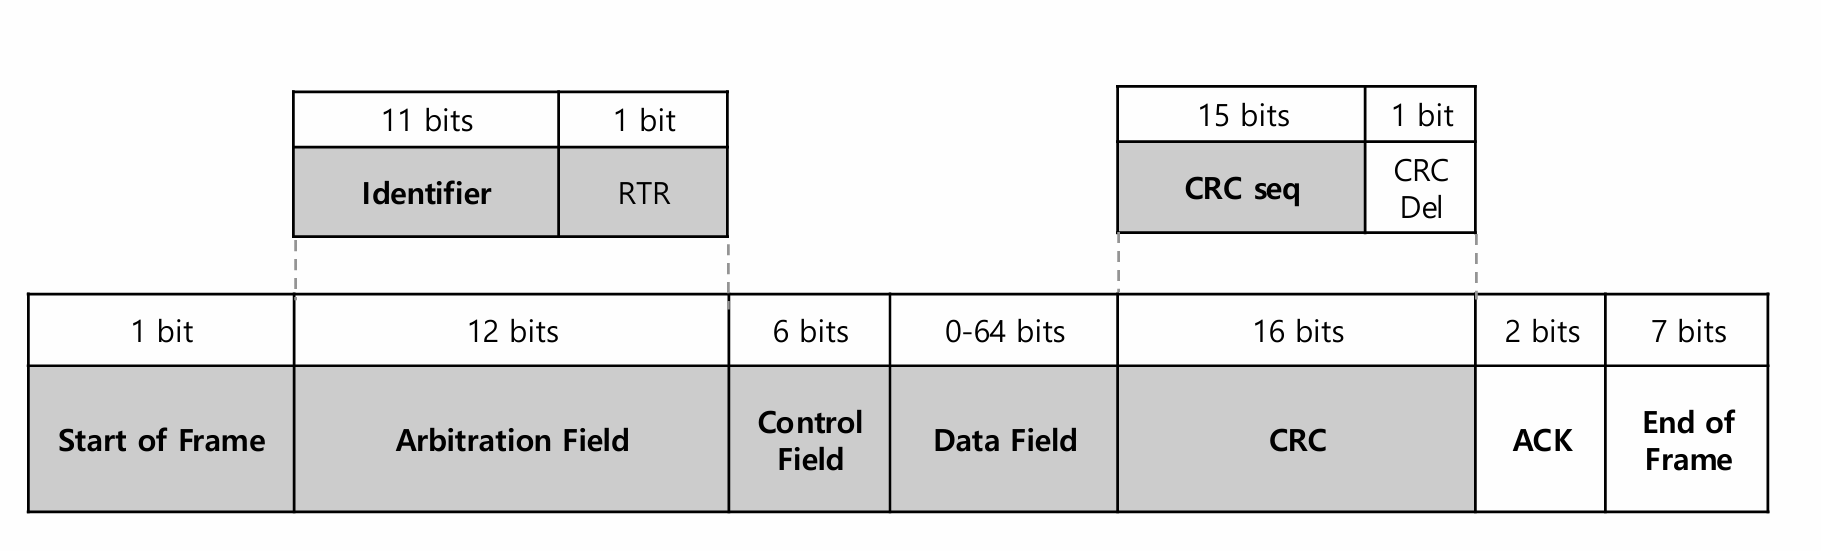 11 bits
1 bit
Identifier
RTR
15 bits
1 bit
CRC seq
CRC
Del
1 bit
12 bits
6 bits
0-64 bits
16 bits
2 bits
7 bits
Start of Frame
Arbitration Field
Control
Field
Data Field
CRC
ACK
End of
Frame